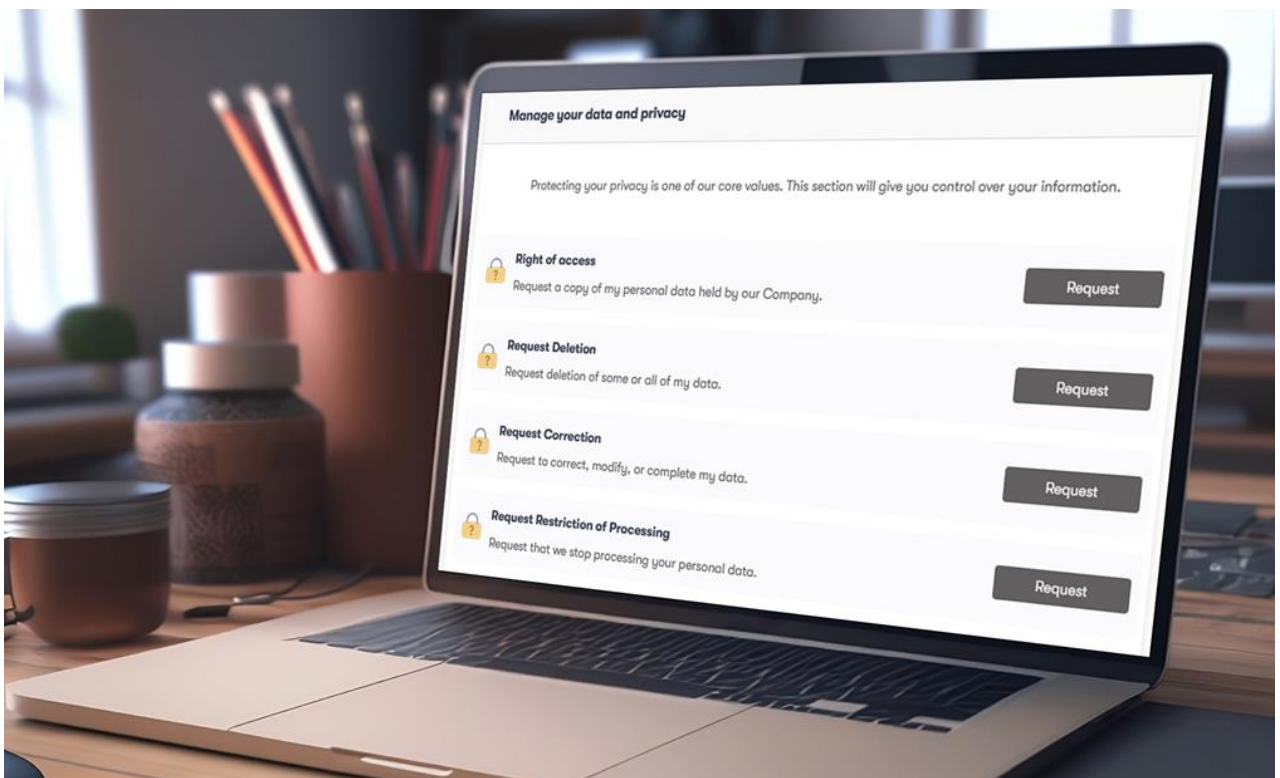 Manage your data and privacy
Protecting your privacy is one of our core values. This section will give you control over your information.
Right of access
Request a copy of my personal data held by our Company.
Request
Request Deletion
Request deletion of some or all of my data.
Request
Request Correction
Request to correct, modify, or complete my data.
Request
Request Restriction of Processing
Request that we stop processing your personal data.
Request